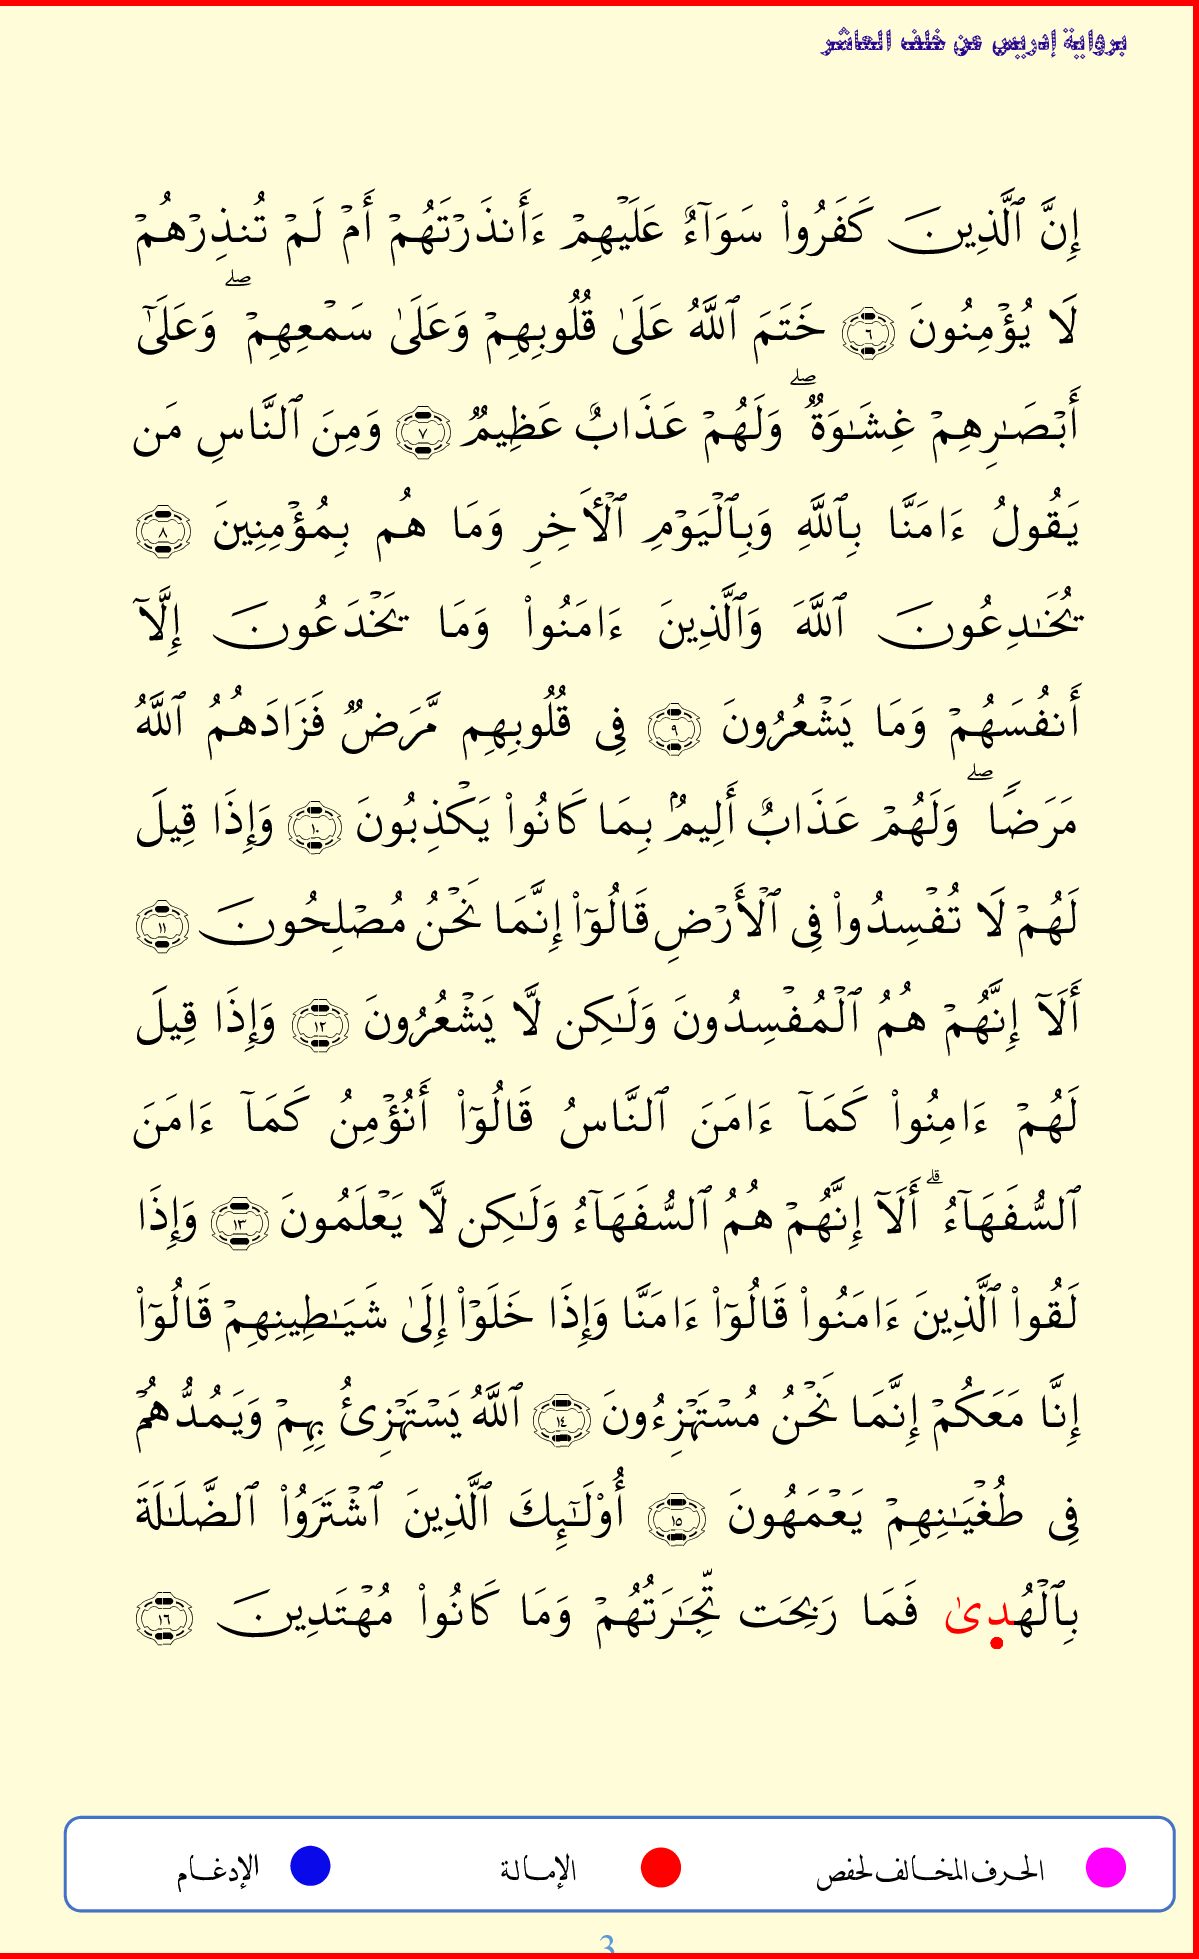 برواية إدريس عن خلف العاشر
إِنَّ ٱلَّذِينَ كَفَرُوا۟ سَوَآءٌ عَلَيْهِمْ ءَأَنذَرْتَهُمْ أَمْ لَمْ تُنذِرْهُمْ
لَا يُؤْمِنُونَ ٦ خَتَمَ ٱللَّهُ عَلَىٰ قُلُوبِهِمْ وَعَلَىٰ سَمْعِهِمْ ۖ وَعَلَىٰٓ
أَبْصَـٰرِهِمْ غِشَـٰوَةٌ ۖ وَلَهُمْ عَذَابٌ عَظِيمٌ ٧ وَمِنَ ٱلنَّاسِ مَن
يَقُولُ ءَامَنَّا بِٱللَّهِ وَبِٱلْيَوْمِ ٱلْأَخِرِ وَمَا هُم بِمُؤْمِنِينَ ٨
يُخَـٰدِعُونَ ٱللَّهَ وَٱلَّذِينَ ءَامَنُوا۟ وَمَا يَخْدَعُونَ إِلَّآ
أَنفُسَهُمْ وَمَا يَشْعُرُونَ ٩ فِى قُلُوبِهِم مَّرَضٌ فَزَادَهُمُ ٱللَّهُ
مَرَضًا ۖ وَلَهُمْ عَذَابٌ أَلِيمٌۢ بِمَا كَانُوا۟ يَكْذِبُونَ ١٠ وَإِذَا قِيلَ
لَهُمْ لَا تُفْسِدُوا۟ فِى ٱلْأَرْضِ قَالُوٓا۟ إِنَّمَا نَحْنُ مُصْلِحُونَ ١١
أَلَآ إِنَّهُمْ هُمُ ٱلْمُفْسِدُونَ وَلَـٰكِن لَّا يَشْعُرُونَ ١٢ وَإِذَا قِيلَ
لَهُمْ ءَامِنُوا۟ كَمَآ ءَامَنَ ٱلنَّاسُ قَالُوٓا۟ أَنُؤْمِنُ كَمَآ ءَامَنَ
ٱلسُّفَهَآءُ ۗ أَلَآ إِنَّهُمْ هُمُ ٱلسُّفَهَآءُ وَلَـٰكِن لَّا يَعْلَمُونَ ١٣ وَإِذَا
لَقُوا۟ ٱلَّذِينَ ءَامَنُوا۟ قَالُوٓا۟ ءَامَنَّا وَإِذَا خَلَوْا۟ إِلَىٰ شَيَـٰطِينِهِمْ قَالُوٓا۟
إِنَّا مَعَكُمْ إِنَّمَا نَحْنُ مُسْتَهْزِءُونَ ١٤ ٱللَّهُ يَسْتَهْزِئُ بِهِمْ وَيَمُدُّهُمْ
فِى طُغْيَـٰنِهِمْ يَعْمَهُونَ ١٥ أُو۟لَـٰٓئِكَ ٱلَّذِينَ ٱشْتَرَوُا۟ ٱلضَّلَـٰلَةَ
بِٱلْهُدِىٰ فَمَا رَبِحَت تِّجَـٰرَتُهُمْ وَمَا كَانُوا۟ مُهْتَدِينَ ١٦
الحرف المخالف لحفص الإمالة الإدغام
3